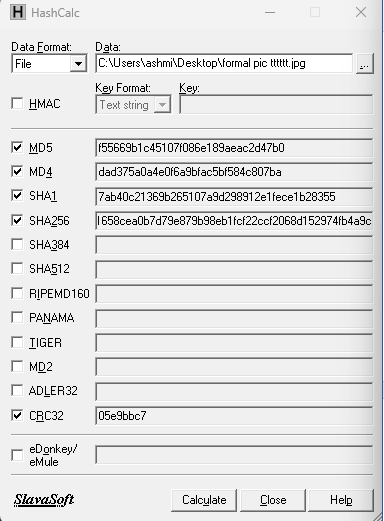 HashCalc
Data Format: Data:
File C:\Users\ashmi\Desktop\formal pic tttttt.jpg ...
Key Format: Key:
HMAC Text string
MD5 f55669b1c45107f086e189aeac2d47b0
MD4 dad375a0a4e0f6a9bfac5bf584c807ba
SHA1 7ab40c21369b265107a9d298912e1fece1b28355
SHA256 1658cea0b7d79e879b98eb1fcf22ccf2068d152974fb4a9c
SHA384
SHA512
RIPEMD160
PANAMA
TIGER
MD2
ADLER32
CRC32 05e9bbc7
eDonkey/
eMule
SlavaSoft Calculate Close Help